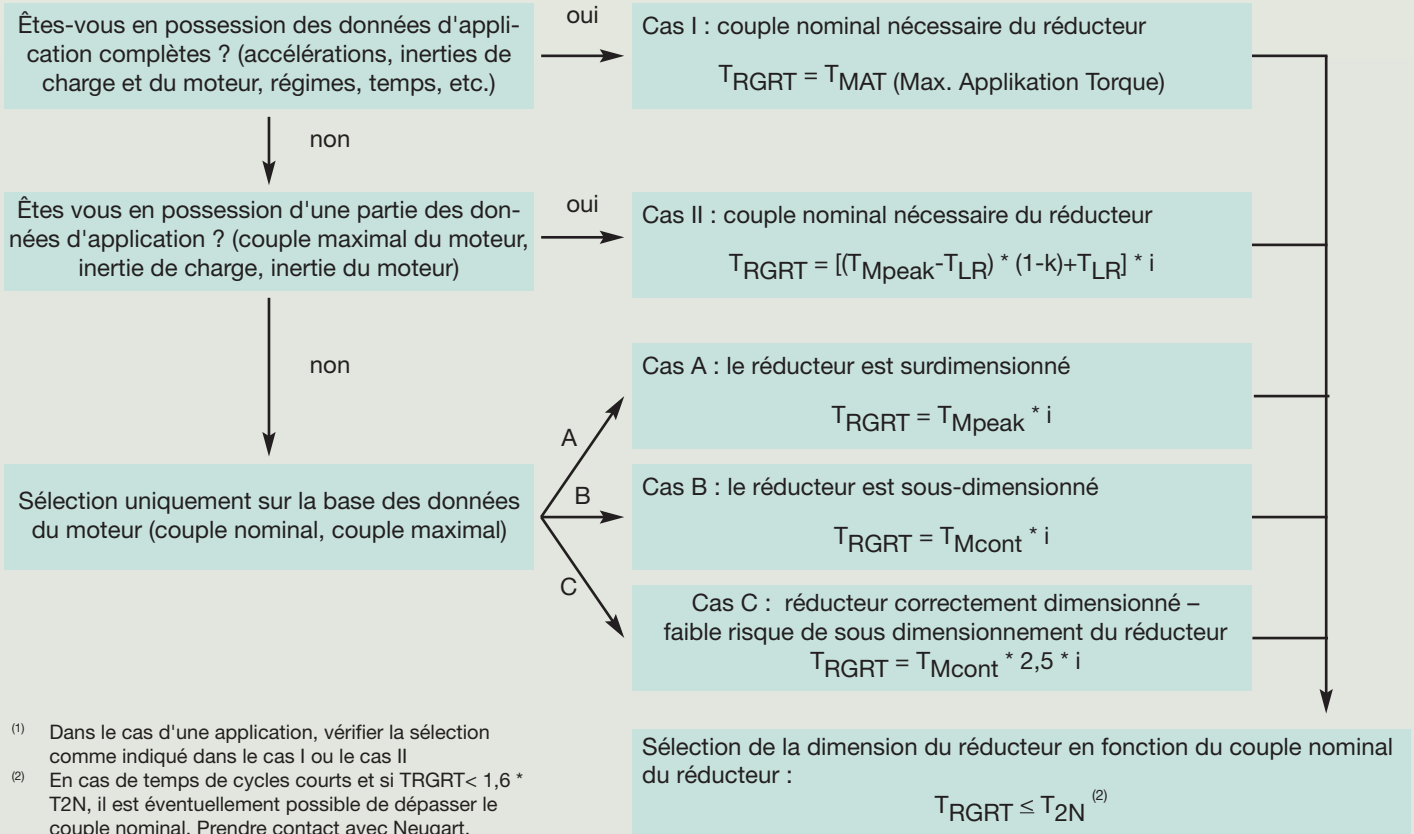 Êtes-vous en possession des données d'appli-
cation complètes ? (accélérations, inerties de
charge et du moteur, régimes, temps, etc.)
oui
Cas I : couple nominal nécessaire du réducteur
TRGRT = TMAT (Max. Applikation Torque)
non
Êtes vous en possession d'une partie des don-
nées d'application ? (couple maximal du moteur,
inertie de charge, inertie du moteur)
oui
Cas II : couple nominal nécessaire du réducteur
TRGRT = [(TMpeak-TLR) * (1-k)+TLR] * i
non
Sélection uniquement sur la base des données
du moteur (couple nominal, couple maximal)
A
Cas A : le réducteur est surdimensionné
TRGRT = TMpeak * i
B
Cas B : le réducteur est sous-dimensionné
TRGRT = TMcont * i
C
Cas C : réducteur correctement dimensionné –
faible risque de sous dimensionnement du réducteur
TRGRT = TMcont * 2,5 * i
Sélection de la dimension du réducteur en fonction du couple nominal
du réducteur :
TRGRT ≤ T2N (2)
(1) Dans le cas d'une application, vérifier la sélection
comme indiqué dans le cas I ou le cas II
(2) En cas de temps de cycles courts et si TRGRT< 1,6 *
T2N, il est éventuellement possible de dépasser le
couple nominal. Prendre contact avec Neugart.